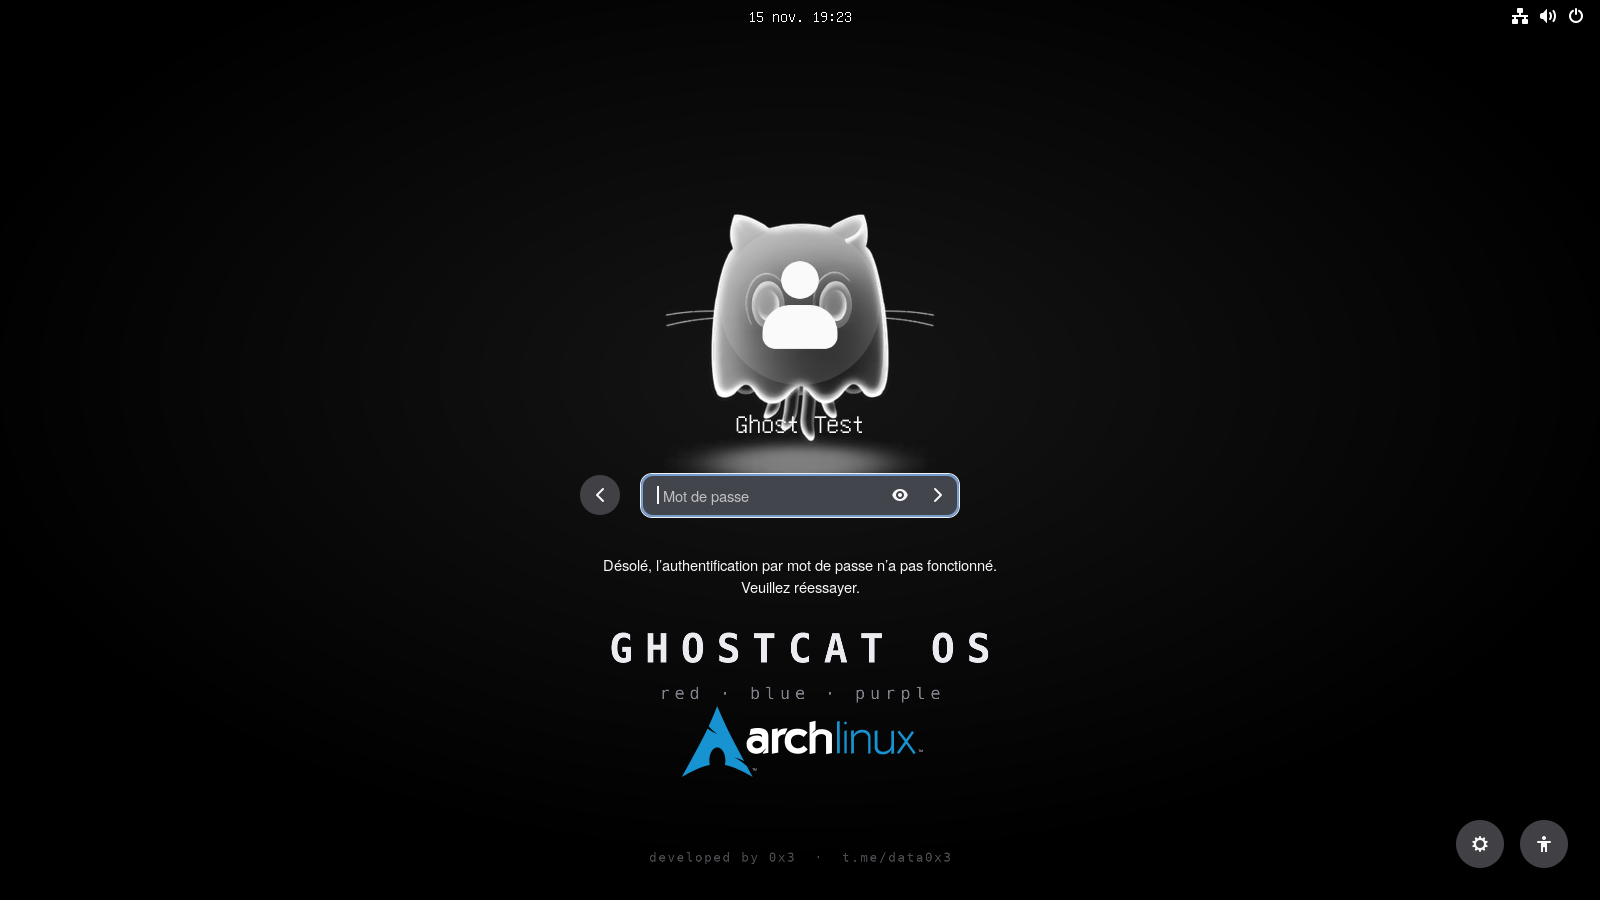 15 nov. 19:23
Ghost Test
Mot de passe
Désolé, l’authentification par mot de passe n’a pas fonctionné.
Veuillez réessayer.
GHOSTCAT OS
red · blue · purple
archlinux™
developed by 0x3 · t.me/data0x3